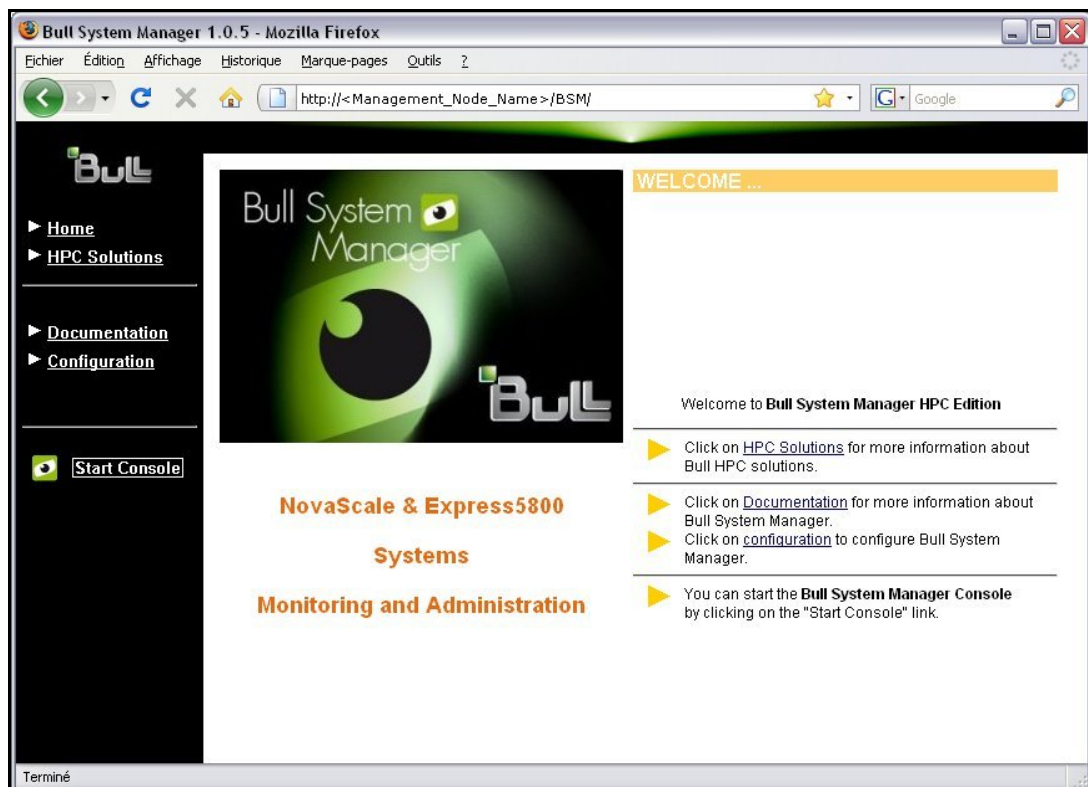 Bull System Manager 1.0.5 - Mozilla Firefox
Fichier Édition Affichage Historique Marque-pages Outils ?
http://<Management_Node_Name>/BSM/
G Google
Bull
Home
HPC Solutions
Documentation
Configuration
Start Console
Bull System
Manager
Bull
NovaScale & Express5800
Systems
Monitoring and Administration
WELCOME ...
Welcome to Bull System Manager HPC Edition
Click on HPC Solutions for more information about
Bull HPC solutions.
Click on Documentation for more information about
Bull System Manager.
Click on configuration to configure Bull System
Manager.
You can start the Bull System Manager Console
by clicking on the "Start Console" link.
Terminé